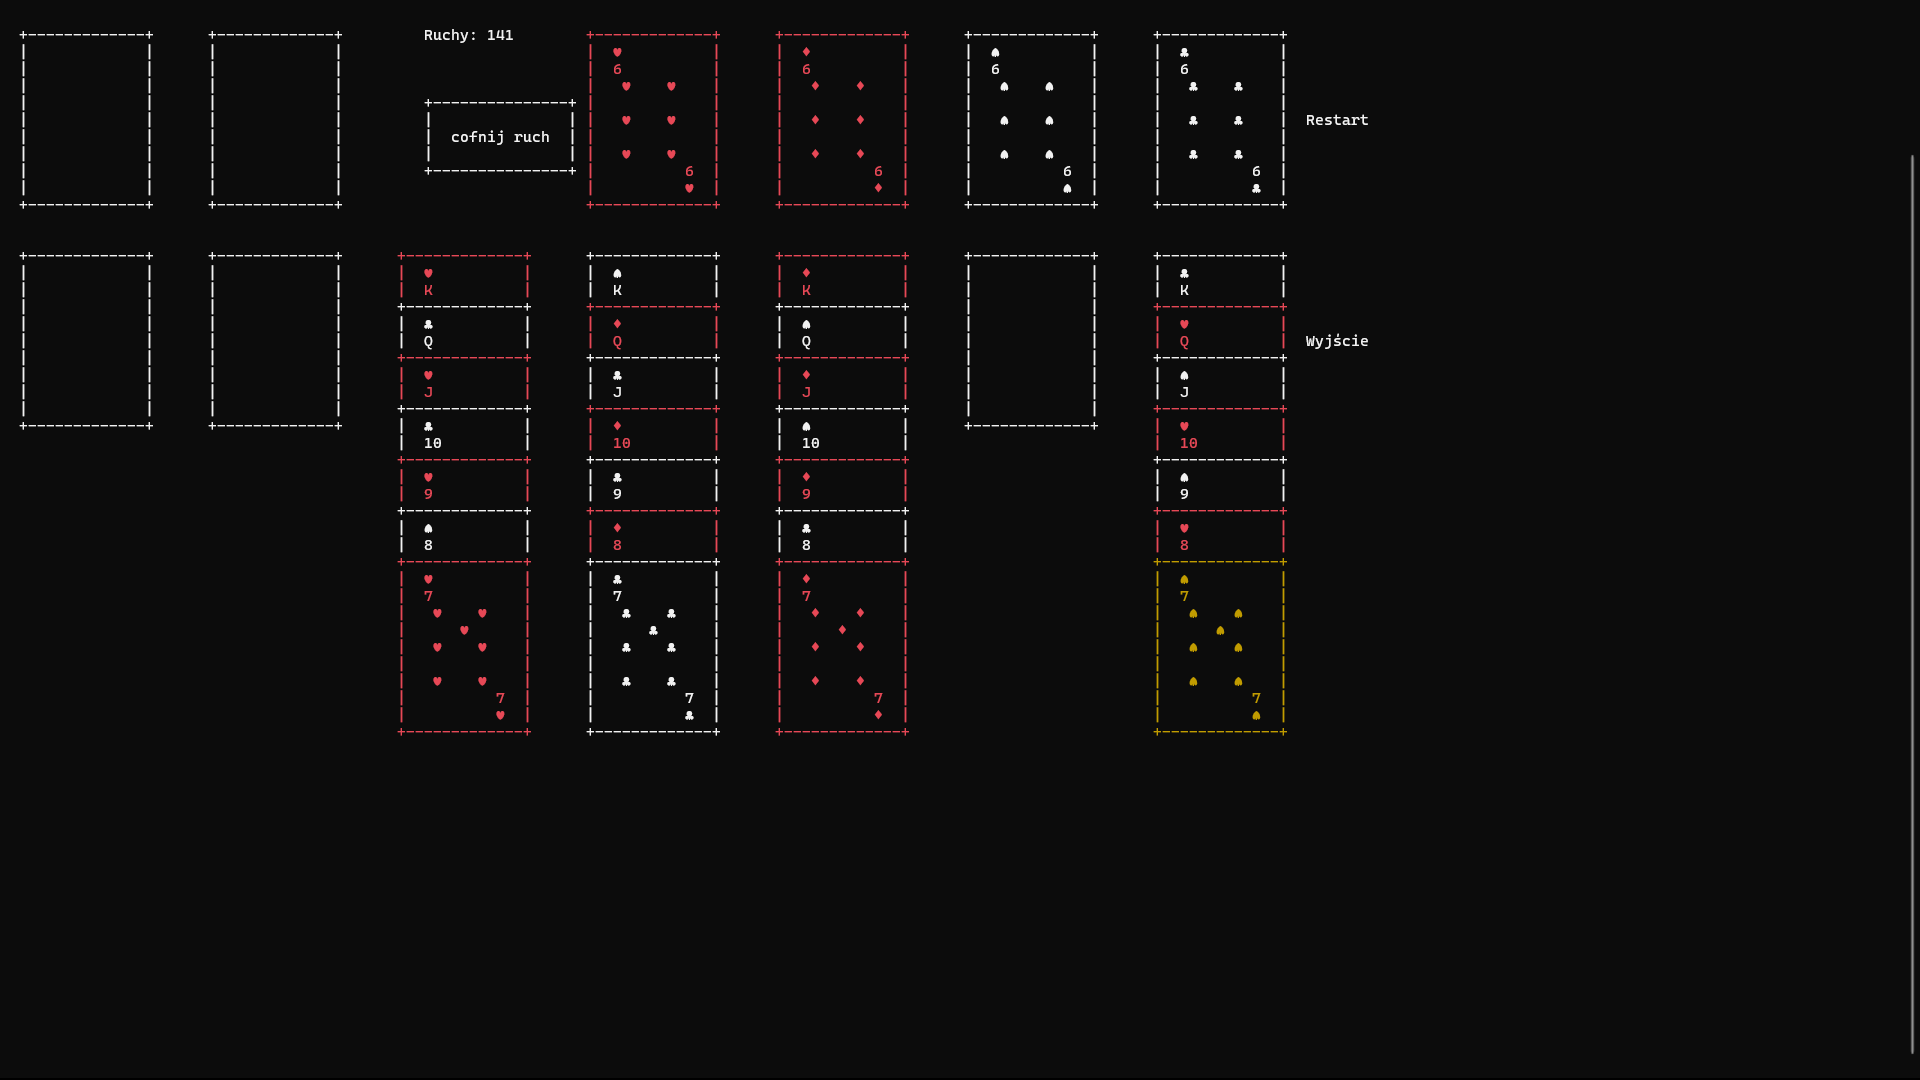 Ruchy: 141
♥ ♦ ♠ ♣
6 6 6 6
cofnij ruch
Restart
6 6 6 6
♥ ♦ ♠ ♣
♥ ♠ ♦ ♣
K K K K
♣ ♦ ♠ ♥
Q Q Q Q
Wyjście
♥ ♣ ♦ ♠
J J J J
♣ ♦ ♠ ♥
10 10 10 10
♥ ♣ ♦ ♠
9 9 9 9
♠ ♦ ♣ ♥
8 8 8 8
♥ ♣ ♦ ♠
7 7 7 7
7 7 7 7
♥ ♣ ♦ ♠